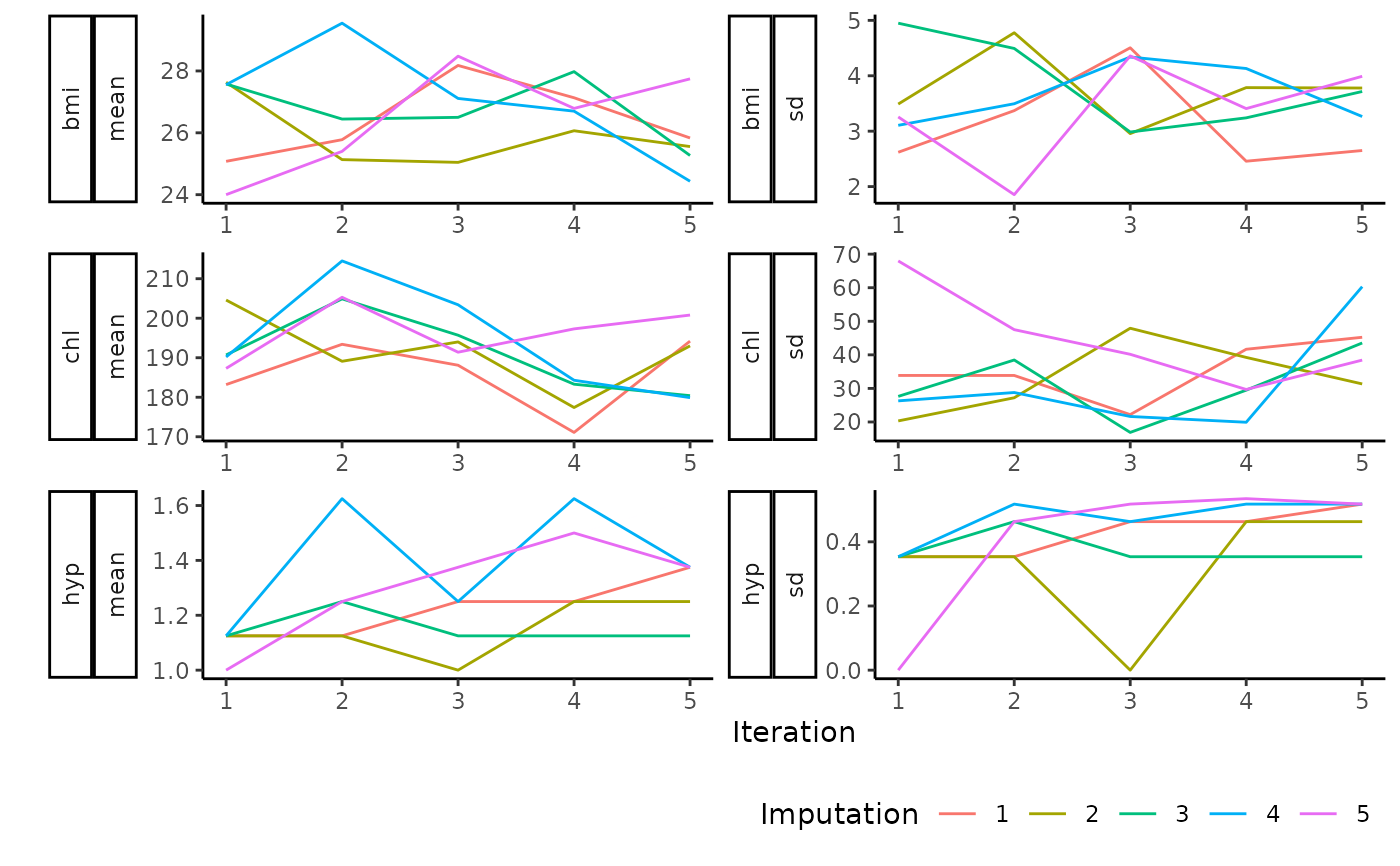 bmi mean 28 26 24 1 2 3 4 5
bmi sd 5 4 3 2 1 2 3 4 5
chl mean 210 200 190 180 170 1 2 3 4 5
chl sd 70 60 50 40 30 20 1 2 3 4 5
hyp mean 1.6 1.4 1.2 1.0 1 2 3 4 5
hyp sd 0.4 0.2 0.0 1 2 3 4 5
Iteration
Imputation 1 2 3 4 5